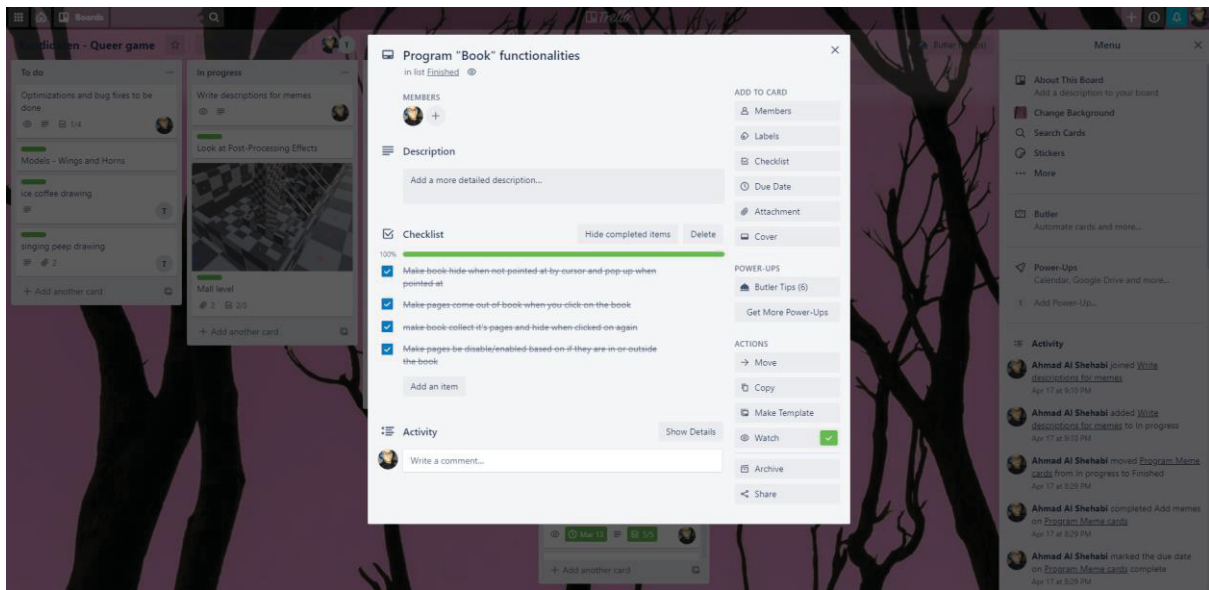 Boards
Trello
- Queer game
T
To do
Optimizations and bug fixes to be
done
1/4
Models - Wings and Horns
ice coffee drawing
T
singing peep drawing
2
T
+ Add another card
In progress
Write descriptions for memes
Look at Post-Processing Effects
Mall level
2 2/3
+ Add another card
Program "Book" functionalities
in list Finished
MEMBERS
+
Description
Add a more detailed description...
Checklist
Hide completed items
Delete
100%
Make book hide when not pointed at by cursor and pop up when
pointed at
Make pages come out of book when you click on the book
make book collect it's pages and hide when clicked on again
Make pages be disable/enabled based on if they are in or outside
the book
Add an item
Activity
Show Details
Write a comment...
ADD TO CARD
Members
Labels
Checklist
Due Date
Attachment
Cover
POWER-UPS
Butler Tips (6)
Get More Power-Ups
ACTIONS
Move
Copy
Make Template
Watch
Archive
Share
Mar 13 5/5
+ Add another card
Butler
Menu
About This Board
Add a description to your board
Change Background
Search Cards
Stickers
More
Butler
Automate cards and more...
Power-Ups
Calendar, Google Drive and more...
Add Power-Up...
Activity
Ahmad Al Shehabi joined Write
descriptions for memes
Apr 17 at 9:10 PM
Ahmad Al Shehabi added Write
descriptions for memes to In progress
Apr 17 at 9:10 PM
Ahmad Al Shehabi moved Program Meme
cards from In progress to Finished
Apr 17 at 8:29 PM
Ahmad Al Shehabi completed Add memes
on Program Meme cards
Apr 17 at 8:29 PM
Ahmad Al Shehabi marked the due date
on Program Meme cards complete
Apr 17 at 8:29 PM